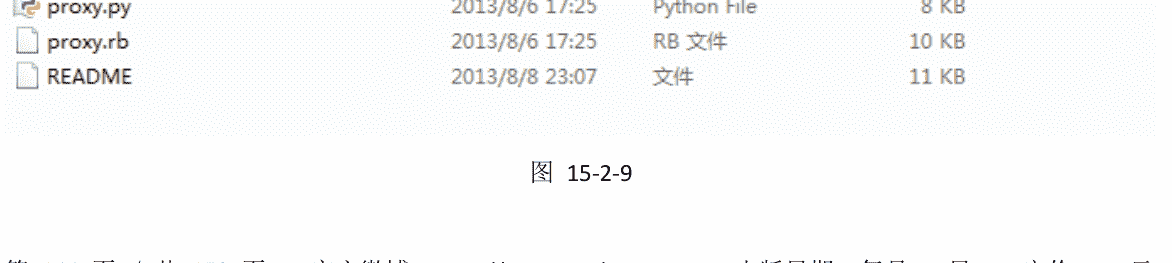 proxy.py 2013/8/6 17:25 Python File 8 KB
proxy.rb 2013/8/6 17:25 RB 文件 10 KB
README 2013/8/8 23:07 文件 11 KB
图 15-2-9